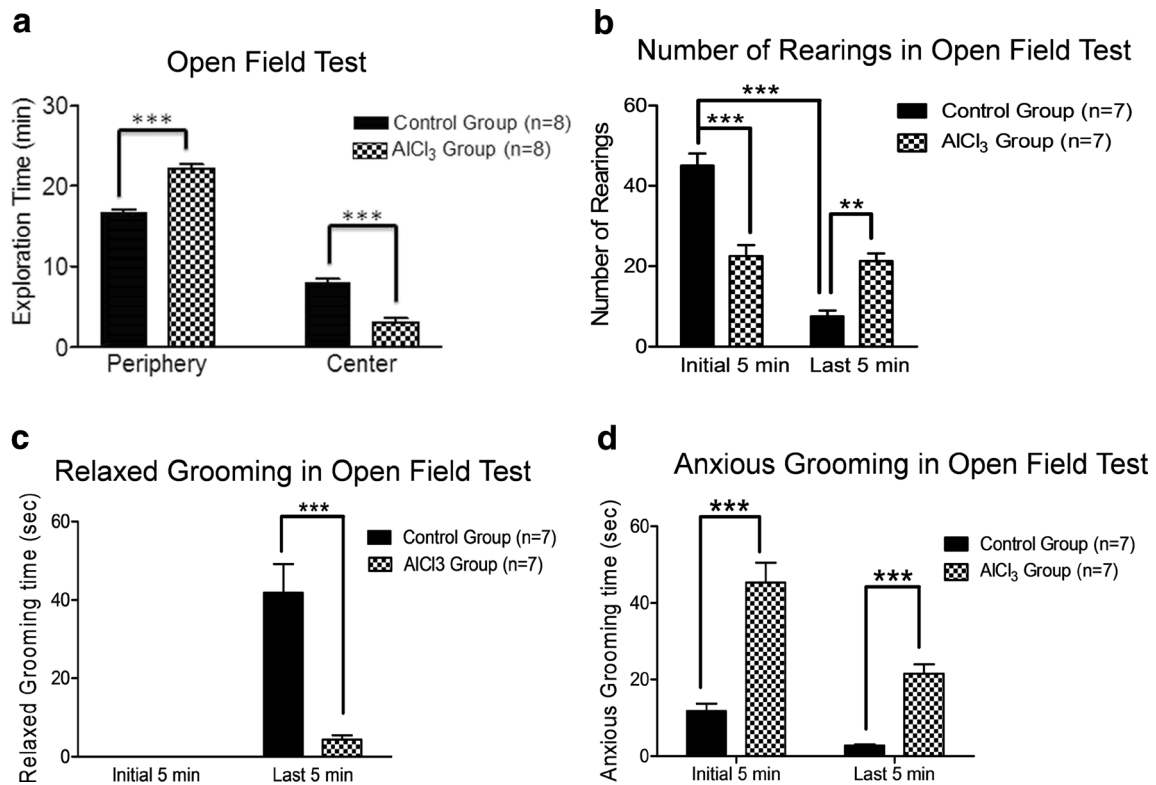 a
Open Field Test
Exploration Time (min)
30
20
10
0
***
***
Control Group (n=8)
AlCl3 Group (n=8)
Periphery
Center
b
Number of Rearings in Open Field Test
Number of Rearings
60
40
20
0
***
***
**
Control Group (n=7)
AlCl3 Group (n=7)
Initial 5 min
Last 5 min
c
Relaxed Grooming in Open Field Test
Relaxed Grooming time (sec)
60
40
20
0
***
Control Group (n=7)
AlCl3 Group (n=7)
Initial 5 min
Last 5 min
d
Anxious Grooming in Open Field Test
Anxious Grooming time (sec)
60
40
20
0
***
***
Control Group (n=7)
AlCl3 Group (n=7)
Initial 5 min
Last 5 min